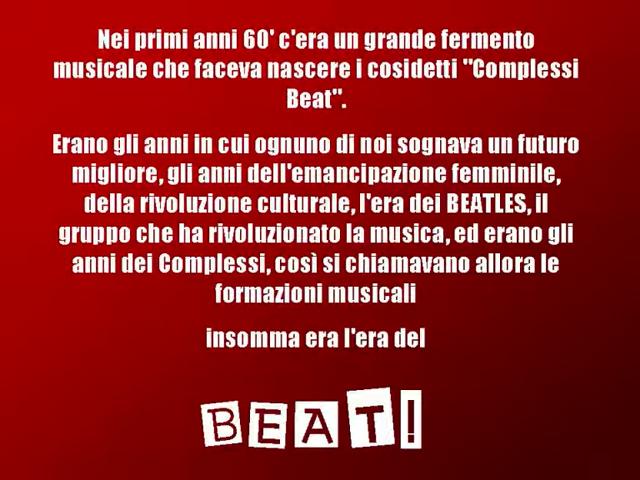 Nei primi anni 60' c'era un grande fermento
musicale che faceva nascere i cosidetti "Complessi
Beat".
Erano gli anni in cui ognuno di noi sognava un futuro
migliore, gli anni dell'emancipazione femminile,
della rivoluzione culturale, l'era dei BEATLES, il
gruppo che ha rivoluzionato la musica, ed erano gli
anni dei Complessi, così si chiamavano allora le
formazioni musicali
insomma era l'era del
BEAT!